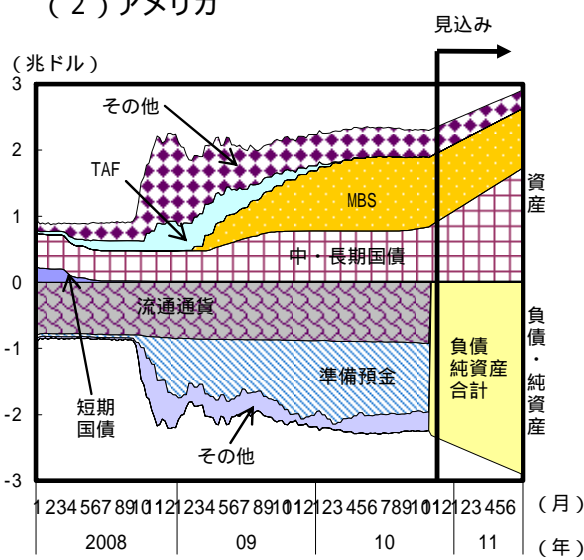 （２）アメリカ
見込み
（兆ドル）
3
2
1
0
-1
-2
-3
その他
TAF
MBS
中・長期国債
資産
流通通貨
準備預金
負債
純資産
合計
負債・純資産
短期
国債
その他
1 2 3 4 5 6 7 8 9 10 11 12 1 2 3 4 5 6 7 8 9 10 11 12 1 2 3 4 5 6 7 8 9 10 11 12 1 2 3 4 5 6 （月）
2008 09 10 11 （年）